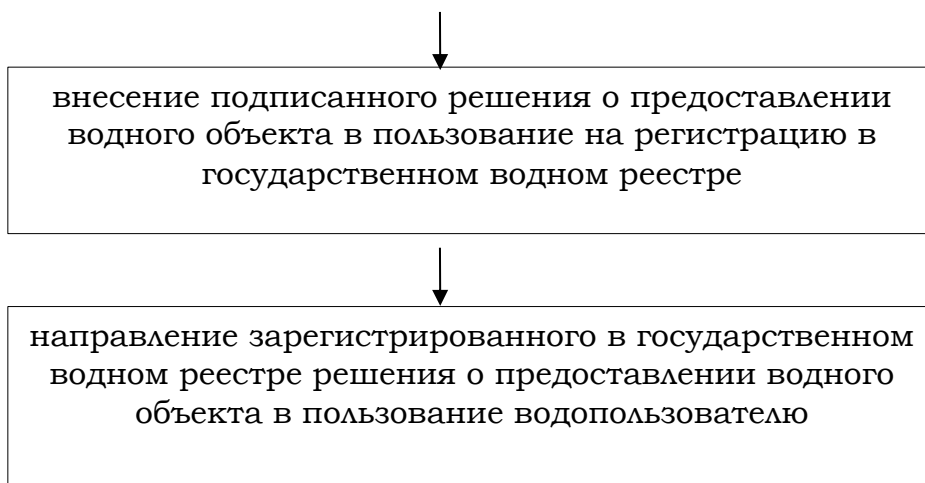 внесение подписанного решения о предоставлении
водного объекта в пользование на регистрацию в
государственном водном реестре
направление зарегистрированного в государственном
водном реестре решения о предоставлении водного
объекта в пользование водопользователю